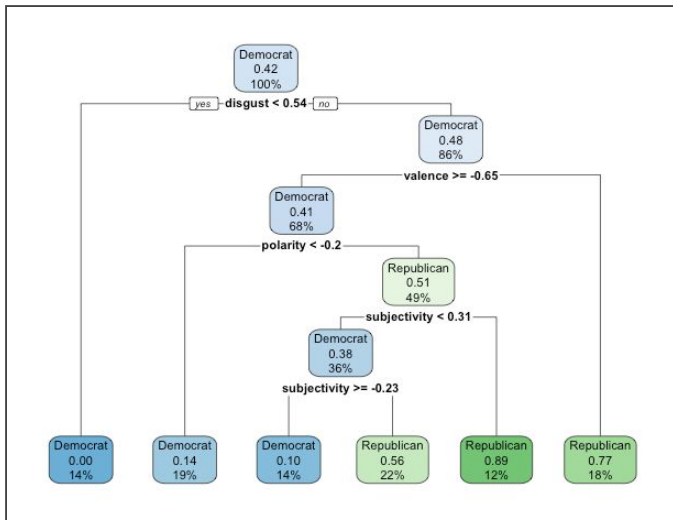 Democrat
0.42
100%
yes disgust < 0.54 no
Democrat
0.48
86%
valence >= -0.65
Democrat
0.41
68%
polarity < -0.2
Republican
0.51
49%
subjectivity < 0.31
Democrat
0.38
36%
subjectivity >= -0.23
Democrat
0.00
14%
Democrat
0.14
19%
Democrat
0.10
14%
Republican
0.56
22%
Republican
0.89
12%
Republican
0.77
18%